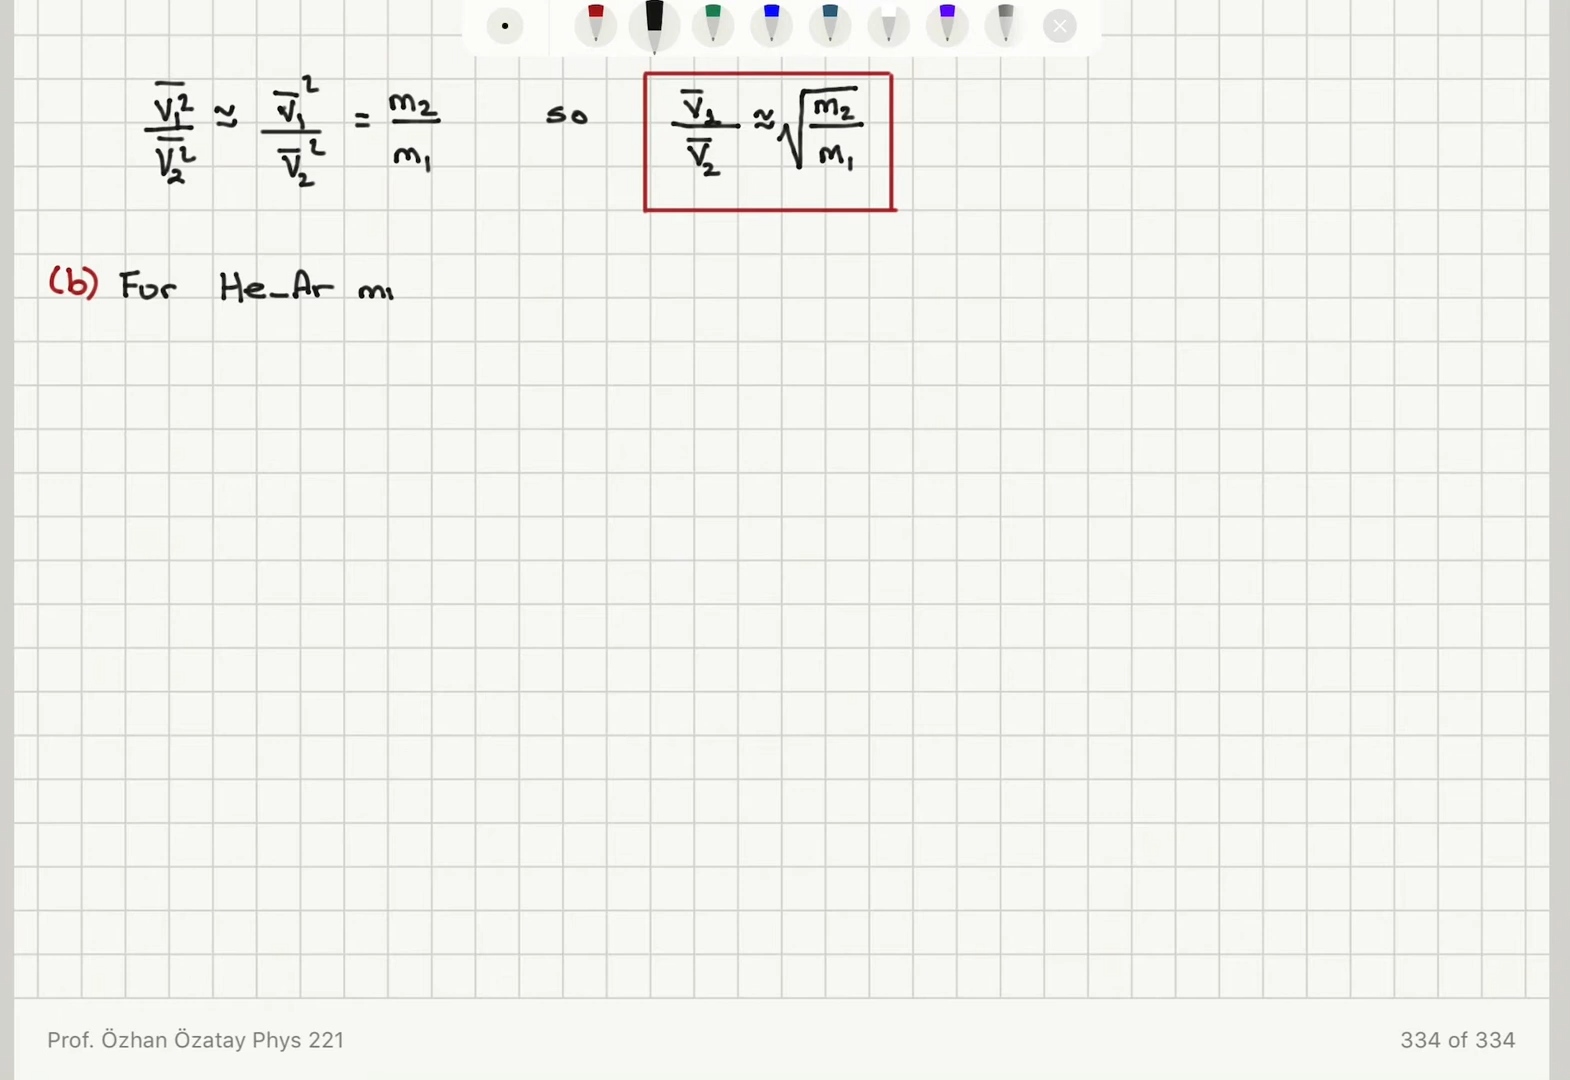 v̅₁²/v̅₂² ≈ v̅₁²/v̅₂² = m₂/m₁ so v̅₁/v̅₂ ≈ √(m₂/m₁)
(b) For He-Ar m₁
Prof. Özhan Özatay Phys 221
334 of 334